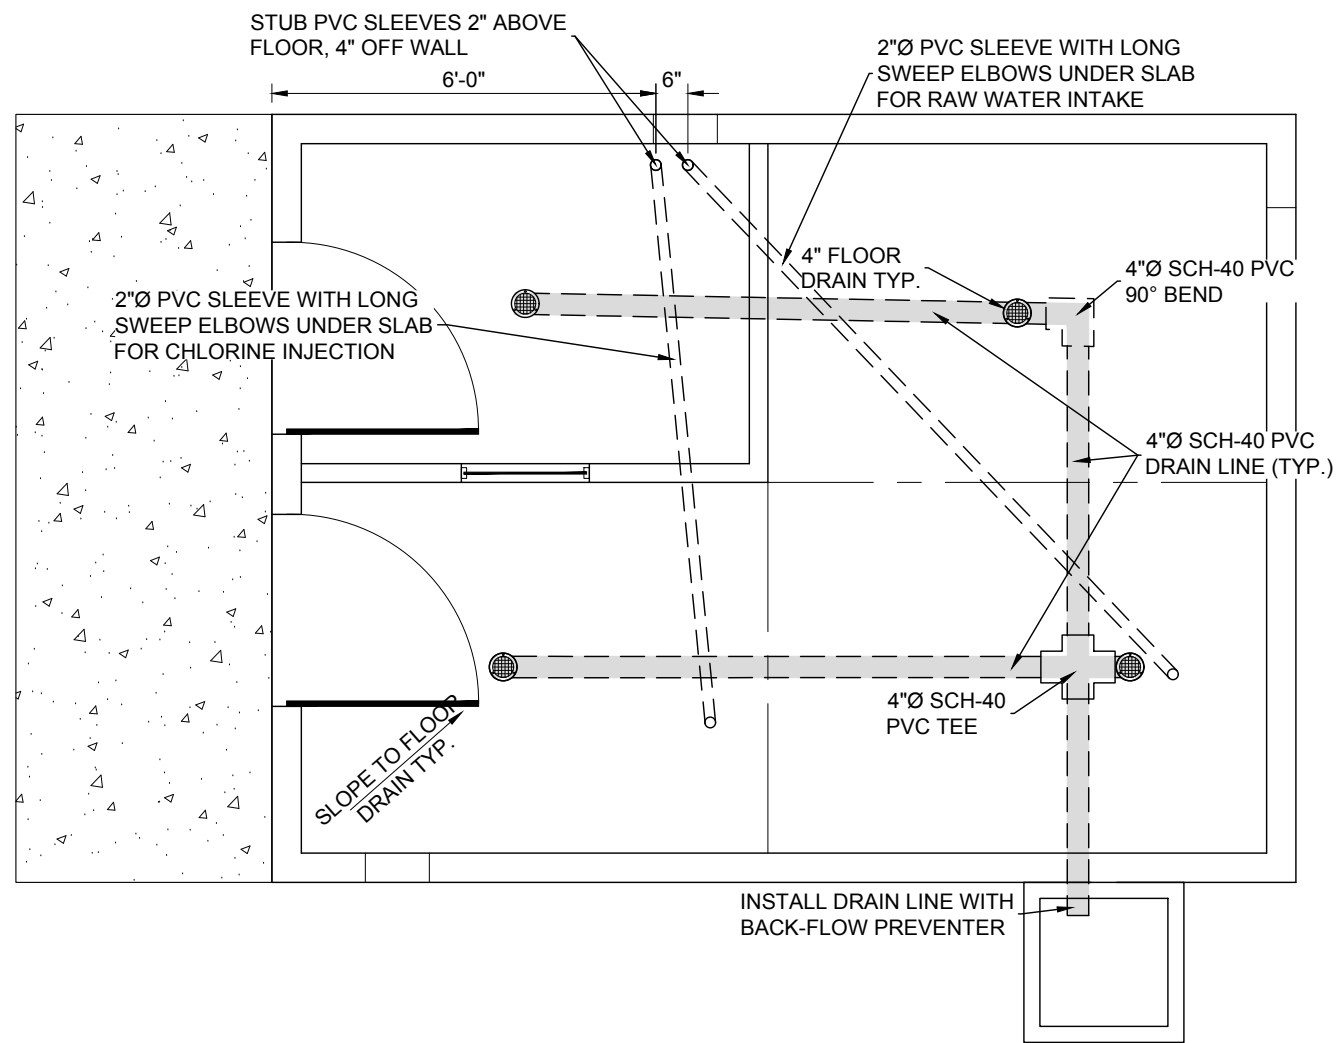 STUB PVC SLEEVES 2" ABOVE
FLOOR, 4" OFF WALL
6'-0"
6"
2"Ø PVC SLEEVE WITH LONG
SWEEP ELBOWS UNDER SLAB
FOR RAW WATER INTAKE
4" FLOOR
DRAIN TYP.
4"Ø SCH-40 PVC
90° BEND
2"Ø PVC SLEEVE WITH LONG
SWEEP ELBOWS UNDER SLAB
FOR CHLORINE INJECTION
4"Ø SCH-40 PVC
DRAIN LINE (TYP.)
4"Ø SCH-40
PVC TEE
SLOPE TO FLOOR
DRAIN TYP.
INSTALL DRAIN LINE WITH
BACK-FLOW PREVENTER